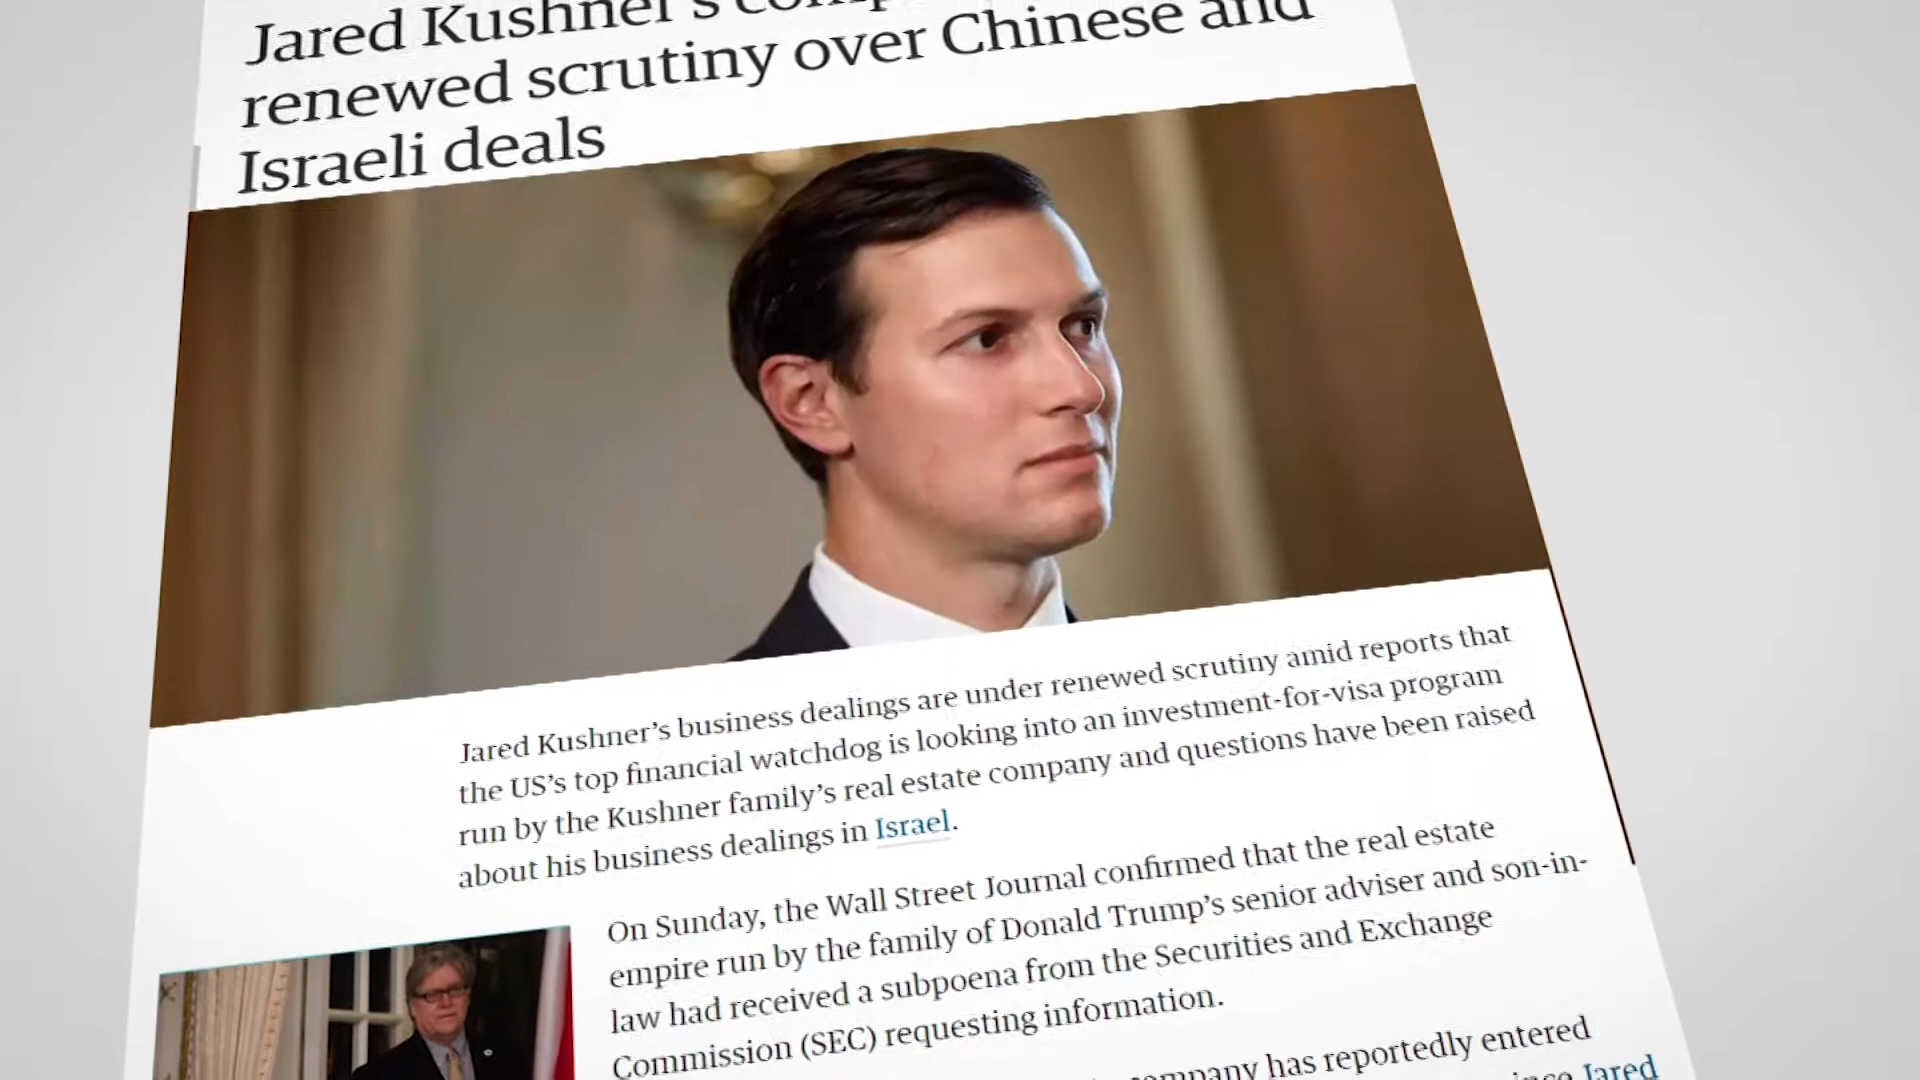 Jared Kushner's
renewed scrutiny over Chinese and
Israeli deals
Jared Kushner's business dealings are under renewed scrutiny amid reports that
the US's top financial watchdog is looking into an investment-for-visa program
run by the Kushner family's real estate company and questions have been raised
about his business dealings in Israel.
On Sunday, the Wall Street Journal confirmed that the real estate
empire run by the family of Donald Trump's senior adviser and son-in-
law had received a subpoena from the Securities and Exchange
Commission (SEC) requesting information.
company has reportedly entered
Jared